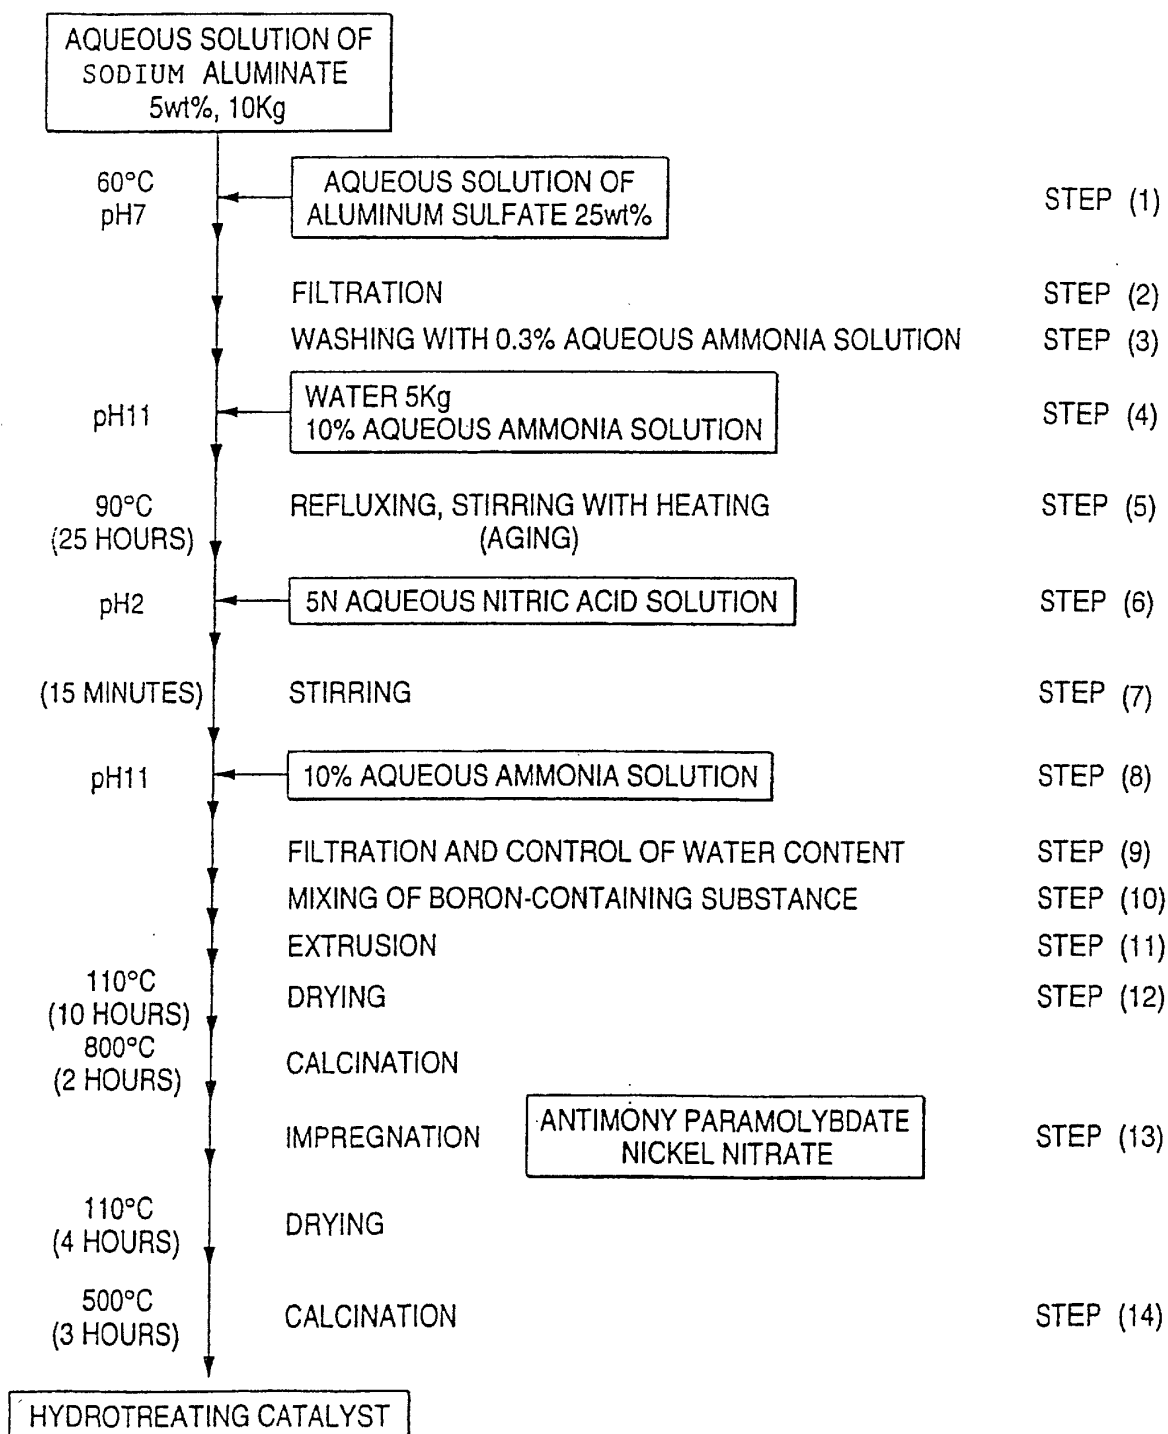 AQUEOUS SOLUTION OF
SODIUM ALUMINATE
5wt%, 10Kg
60°C
pH7
AQUEOUS SOLUTION OF
ALUMINUM SULFATE 25wt%
STEP (1)
FILTRATION
STEP (2)
WASHING WITH 0.3% AQUEOUS AMMONIA SOLUTION
STEP (3)
pH11
WATER 5Kg
10% AQUEOUS AMMONIA SOLUTION
STEP (4)
90°C
(25 HOURS)
REFLUXING, STIRRING WITH HEATING
(AGING)
STEP (5)
pH2
5N AQUEOUS NITRIC ACID SOLUTION
STEP (6)
(15 MINUTES)
STIRRING
STEP (7)
pH11
10% AQUEOUS AMMONIA SOLUTION
STEP (8)
FILTRATION AND CONTROL OF WATER CONTENT
STEP (9)
MIXING OF BORON-CONTAINING SUBSTANCE
STEP (10)
EXTRUSION
STEP (11)
110°C
(10 HOURS)
DRYING
STEP (12)
800°C
(2 HOURS)
CALCINATION
IMPREGNATION
ANTIMONY PARAMOLYBDATE
NICKEL NITRATE
STEP (13)
110°C
(4 HOURS)
DRYING
500°C
(3 HOURS)
CALCINATION
STEP (14)
HYDROTREATING CATALYST